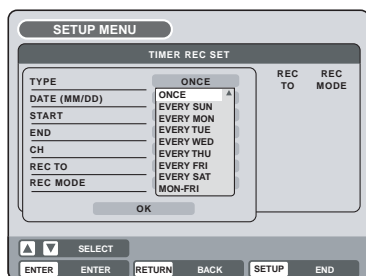 SETUP MENU
TIMER REC SET
REC TO
REC MODE
TYPE
ONCE
DATE (MM/DD)
START
END
CH
REC TO
REC MODE
ONCE
EVERY SUN
EVERY MON
EVERY TUE
EVERY WED
EVERY THU
EVERY FRI
EVERY SAT
MON-FRI
OK
SELECT
ENTER ENTER RETURN BACK SETUP END